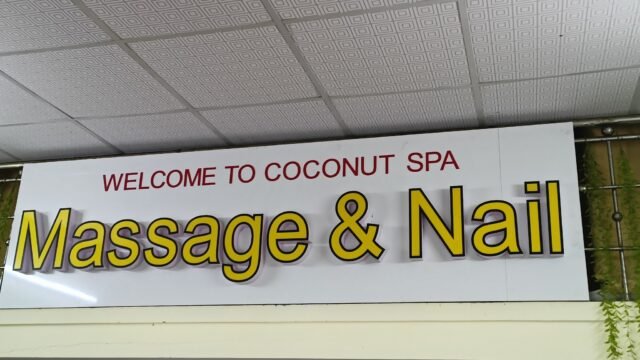 WELCOME TO COCONUT SPA
Massage & Nail